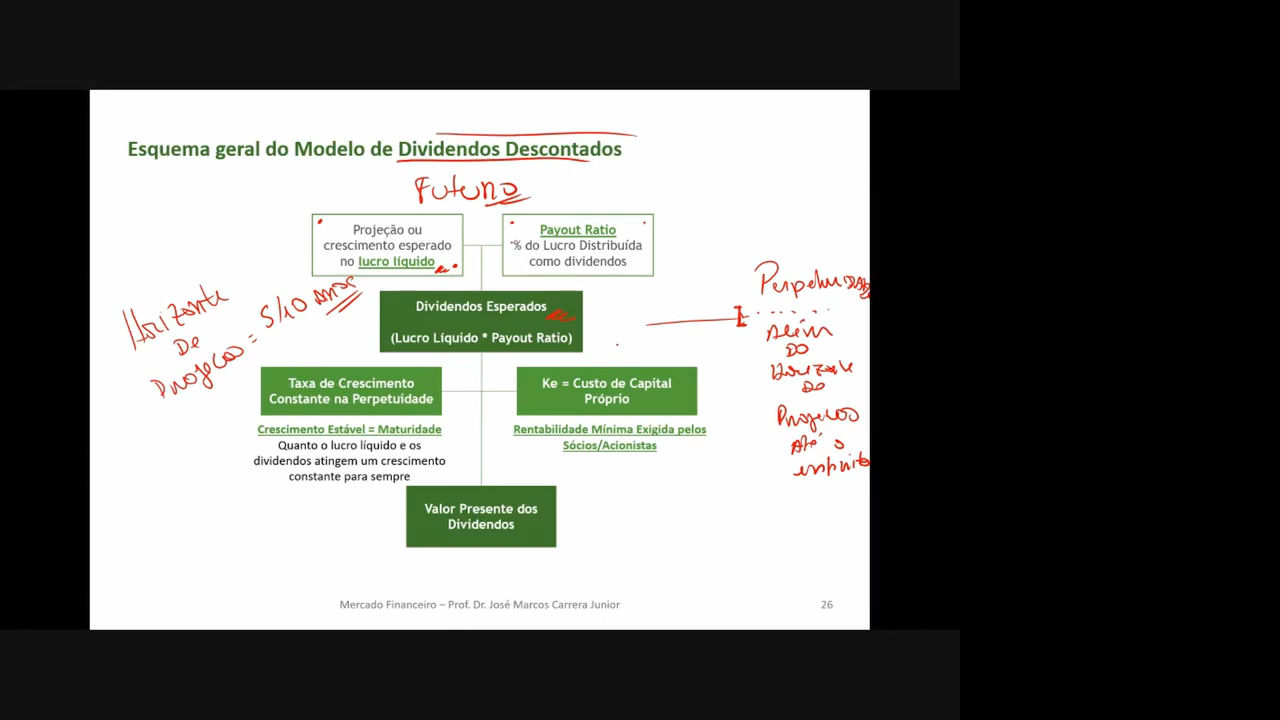 Esquema geral do Modelo de Dividendos Descontados
Futuro
Projeção ou
crescimento esperado
no lucro líquido
Payout Ratio
% do Lucro Distribuída
como dividendos
Horizonte
De
Projeção = 5/10 anos
Dividendos Esperados
(Lucro Líquido * Payout Ratio)
Perpetuidade
Além
DO
Horizonte
DO
Projeção
Até o
Taxa de Crescimento
Constante na Perpetuidade
Crescimento Estável = Maturidade
Quanto o lucro líquido e os
dividendos atingem um crescimento
constante para sempre
Ke = Custo de Capital
Próprio
Rentabilidade Mínima Exigida pelos
Sócios/Acionistas
Valor Presente dos
Dividendos
Mercado Financeiro – Prof. Dr. José Marcos Carrera Junior
26